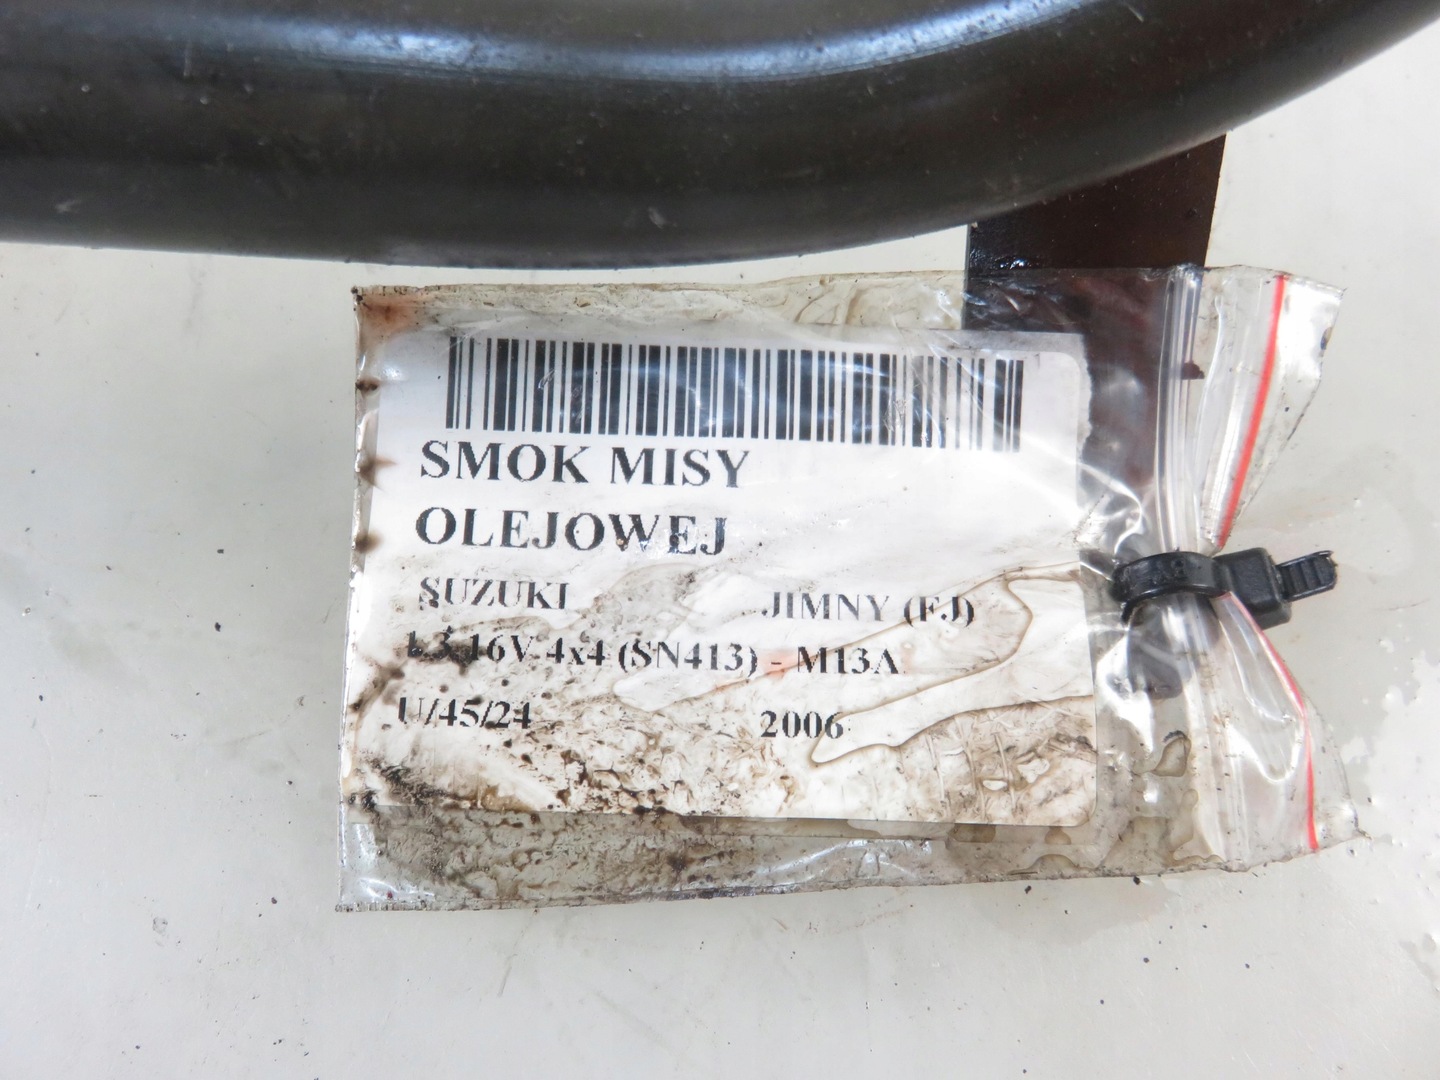 SMOK MISY
OLEJOWEJ
SUZUKI JIMNY (FJ)
1.3 16V 4x4 (SN413) - M13A
U/45/24 2006